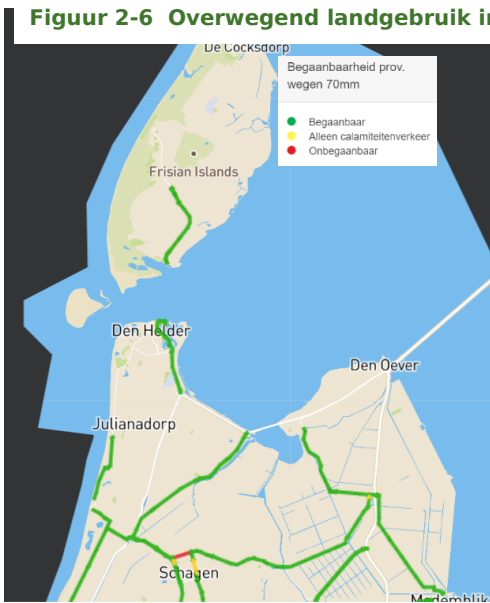 Figuur 2-6 Overwegend landgebruik in
De Cocksdorp
Begaanbaarheid prov.
wegen 70mm
Begaanbaar
Alleen calamiteitenverkeer
Onbegaanbaar
Frisian Islands
Den Helder
Den Oever
Julianadorp
Schagen
Medemblik